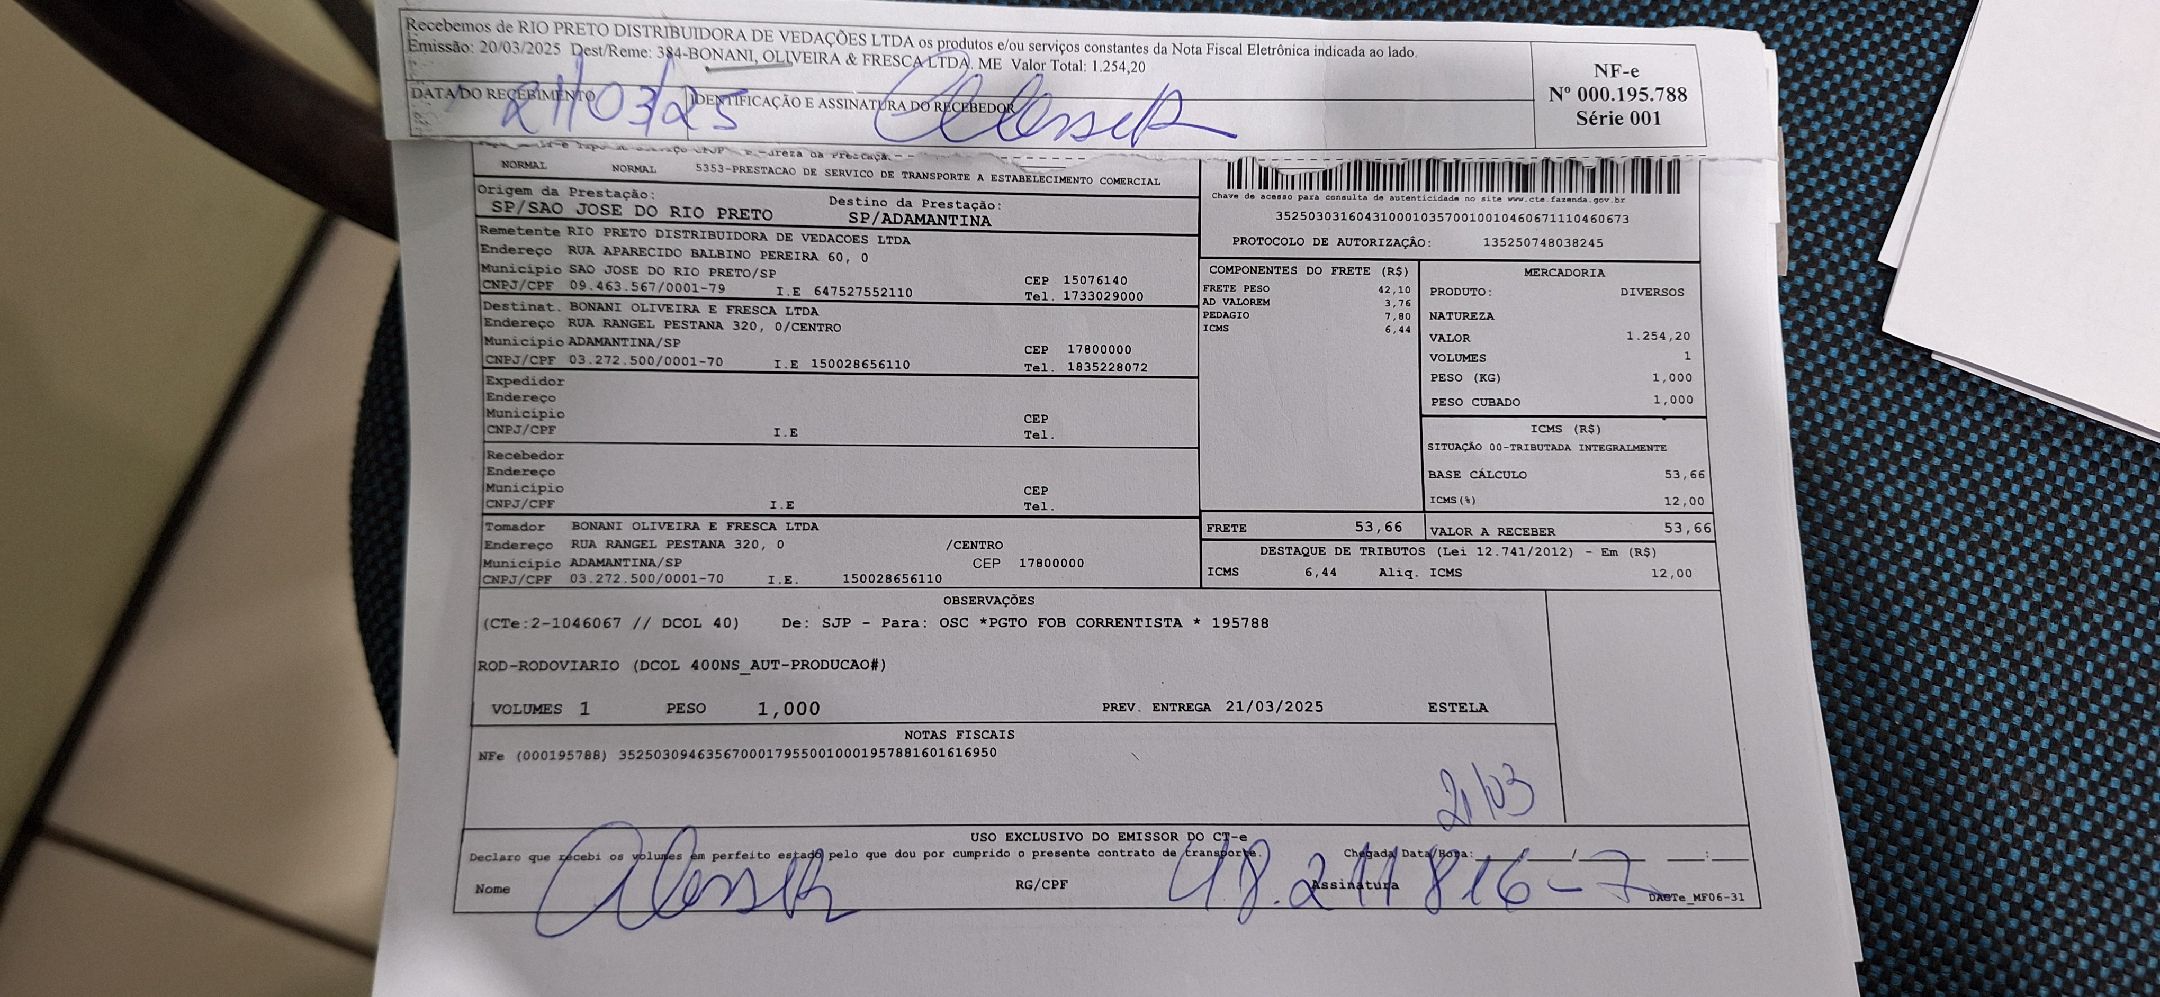 Recebemos de RIO PRETO DISTRIBUIDORA DE VEDAÇÕES LTDA os produtos e/ou serviços constantes da Nota Fiscal Eletrônica indicada ao lado.
Emissão: 20/03/2025 Dest/Reme: 384-BONANI, OLIVEIRA & FRESCA LTDA. ME Valor Total: 1.254,20
DATA DO RECEBIMENTO
21/03/25
IDENTIFICAÇÃO E ASSINATURA DO RECEBEDOR
NF-e
Nº 000.195.788
Série 001
NORMAL NORMAL 5353-PRESTACAO DE SERVICO DE TRANSPORTE A ESTABELECIMENTO COMERCIAL
Origem da Prestação: Destino da Prestação:
SP/SAO JOSE DO RIO PRETO SP/ADAMANTINA
Remetente RIO PRETO DISTRIBUIDORA DE VEDACOES LTDA
Endereço RUA APARECIDO BALBINO PEREIRA 60, 0
Município SAO JOSE DO RIO PRETO/SP CEP 15076140
CNPJ/CPF 09.463.567/0001-79 I.E 647527552110 Tel. 1733029000
Destinat. BONANI OLIVEIRA E FRESCA LTDA
Endereço RUA RANGEL PESTANA 320, 0/CENTRO
Município ADAMANTINA/SP CEP 17800000
CNPJ/CPF 03.272.500/0001-70 I.E 150028656110 Tel. 1835228072
Expedidor
Endereço
Município CEP
CNPJ/CPF I.E Tel.
Recebedor
Endereço
Município CEP
CNPJ/CPF I.E Tel.
Tomador BONANI OLIVEIRA E FRESCA LTDA
Endereço RUA RANGEL PESTANA 320, 0 /CENTRO
Município ADAMANTINA/SP CEP 17800000
CNPJ/CPF 03.272.500/0001-70 I.E. 150028656110
Chave de acesso para consulta de autenticidade no site www.cte.fazenda.gov.br
35250303160431000103570010010460671110460673
PROTOCOLO DE AUTORIZAÇÃO: 135250748038245
COMPONENTES DO FRETE (R$)
FRETE PESO 42,10
AD VALOREM 3,76
PEDAGIO 7,80
ICMS 6,44
MERCADORIA
PRODUTO: DIVERSOS
NATUREZA
VALOR 1.254,20
VOLUMES 1
PESO (KG) 1,000
PESO CUBADO 1,000
ICMS (R$)
SITUAÇÃO 00-TRIBUTADA INTEGRALMENTE
BASE CÁLCULO 53,66
ICMS(%) 12,00
FRETE 53,66 VALOR A RECEBER 53,66
DESTAQUE DE TRIBUTOS (Lei 12.741/2012) - Em (R$)
ICMS 6,44 Aliq. ICMS 12,00
OBSERVAÇÕES
(CTe:2-1046067 // DCOL 40) De: SJP - Para: OSC *PGTO FOB CORRENTISTA * 195788
ROD-RODOVIARIO (DCOL 400NS_AUT-PRODUCAO#)
VOLUMES 1 PESO 1,000 PREV. ENTREGA 21/03/2025 ESTELA
NOTAS FISCAIS
NFe (000195788) 35250309463567000179550010001957881601616950
21/03
USO EXCLUSIVO DO EMISSOR DO CT-e
Declaro que recebi os volumes em perfeito estado pelo que dou por cumprido o presente contrato de transporte. Chegada Data/Hora: / :
Nome RG/CPF Assinatura DACTe_MF06-31